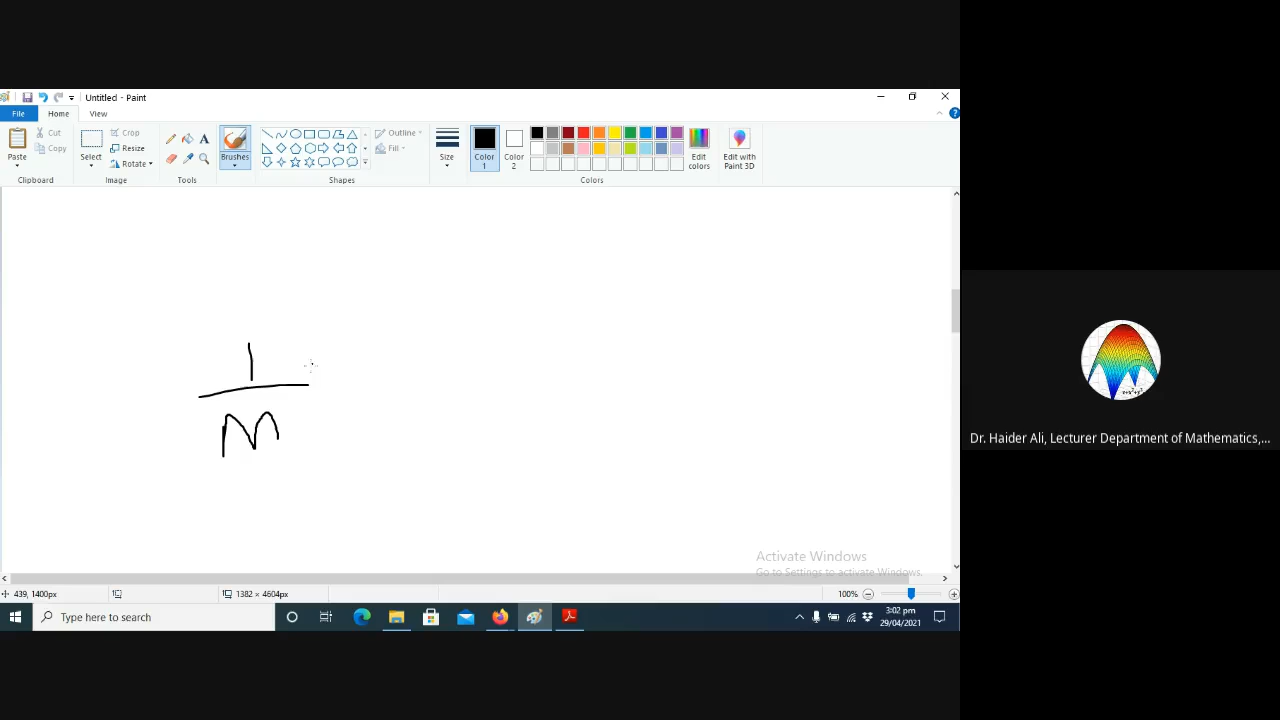 Untitled - Paint
File Home View
Paste
Cut
Copy
Clipboard
Select
Crop
Resize
Rotate
Image
Tools
Brushes
Outline
Fill
Shapes
Size
Color 1
Color 2
Edit colors
Edit with Paint 3D
Colors
1
M
Dr. Haider Ali, Lecturer Department of Mathematics,...
Activate Windows
Go to Settings to activate Windows.
439, 1400px
1382 × 4604px
100%
Type here to search
3:02 pm
29/04/2021